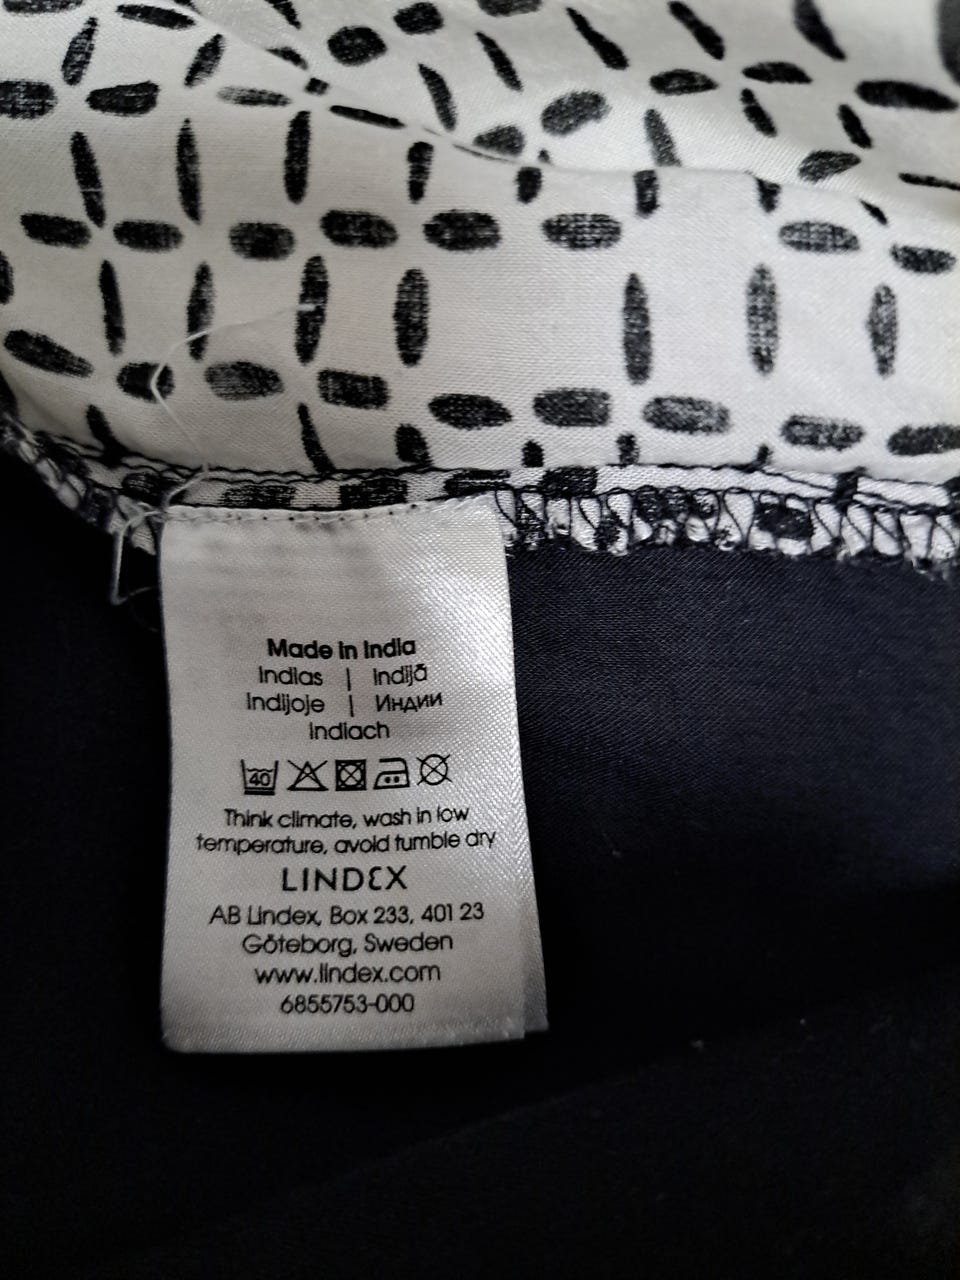 Made in India
Indias | Indijā
Indijoje | Индии
Indiach
40
Think climate, wash in low
temperature, avoid tumble dry
LINDEX
AB Lindex, Box 233, 401 23
Göteborg, Sweden
www.lindex.com
6855753-000